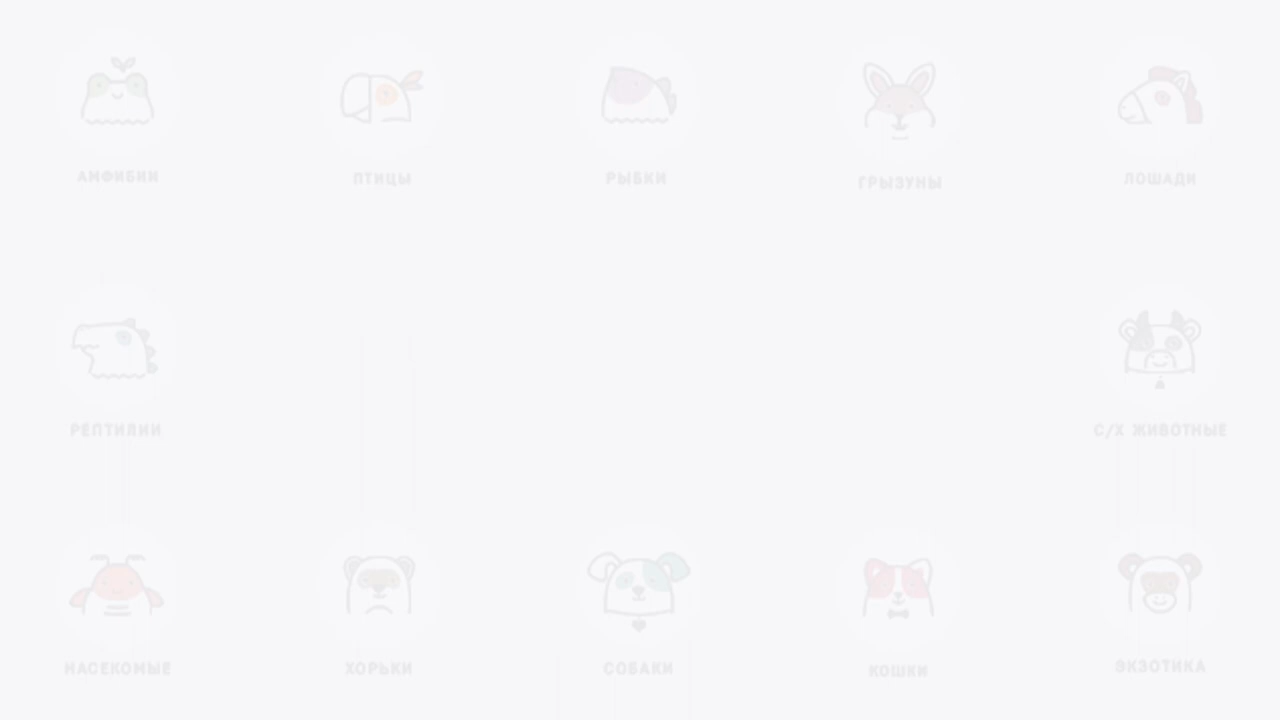 АМФИБИИ
ПТИЦЫ
РЫБКИ
ГРЫЗУНЫ
ЛОШАДИ
РЕПТИЛИИ
С/Х ЖИВОТНЫЕ
НАСЕКОМЫЕ
ХОРЬКИ
СОБАКИ
КОШКИ
ЭКЗОТИКА